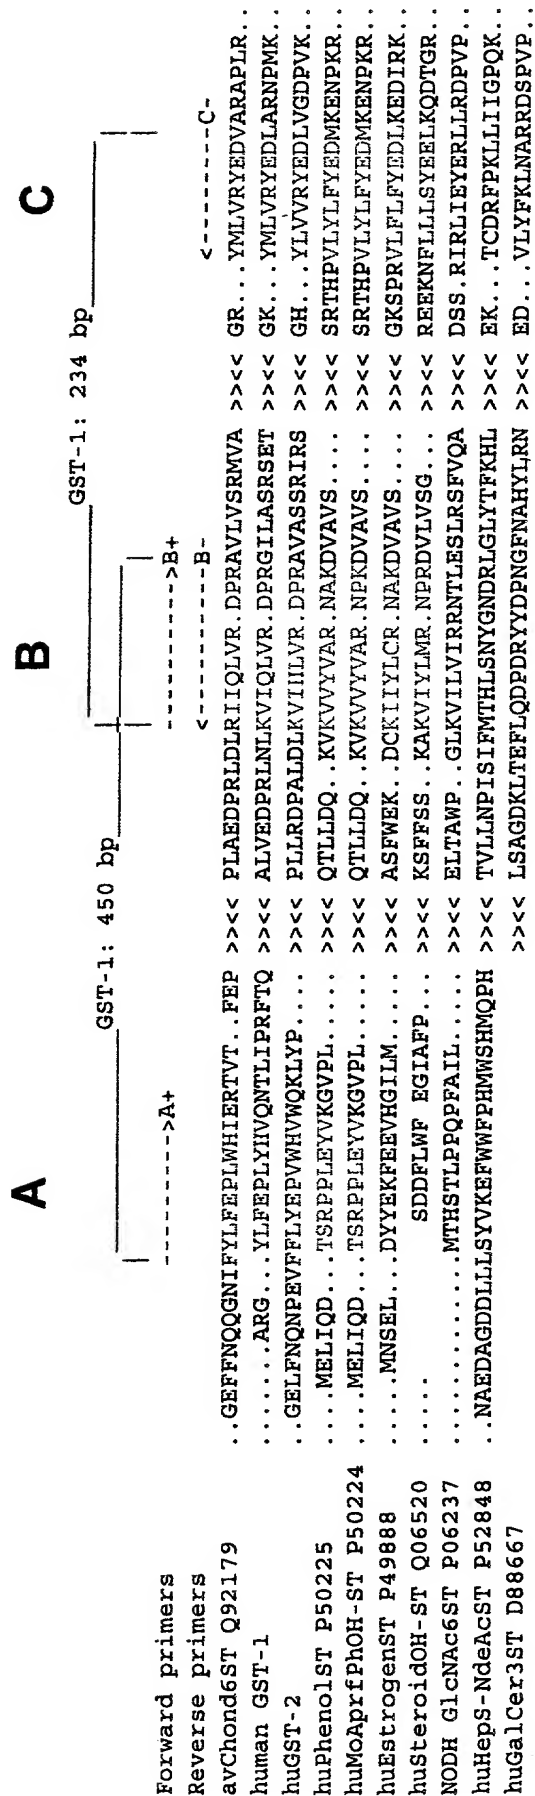 A B C
GST-1: 450 bp GST-1: 234 bp
Forward primers -------->A+ --------->B+
Reverse primers <---------B- <--------C-
avChond6ST Q92179 ..GEFFNQQGNIFYLFEPLWHIERTVT..FEP >><< PLAEDPRLDLRIIQLVR.DPRAVLVSRMVA >><< GR...YMLVRYEDVARAPLR..
human GST-1 .......ARG...YLFEPLYHVQNTLIPRFTQ >><< ALVEDPRLNLKVIQLVR.DPRGILASRSET >><< GK...YMLVRYEDLARNPMK..
huGST-2 ..GELFNQNPEVFFLYEPVWHVWQKLYP..... >><< PLLRDPALDLKVIHLVR.DPRAVASSRIRS >><< GH...YLVVRYEDLVGDPVK..
huPhenolST P50225 ....MELIQD...TSRPPLEYVKGVPL..... >><< QTLLDQ..KVKVVYVAR.NAKDVAVS.... >><< SRTHPVLYLFYEDMKENPKR..
huMoAprfPhOH-ST P50224 ....MELIQD...TSRPPLEYVKGVPL..... >><< QTLLDQ..KVKVVYVAR.NPKDVAVS.... >><< SRTHPVLYLFYEDMKENPKR..
huEstrogenST P49888 .....MNSEL...DYYEKFEEVHGILM...... >><< ASFWEK..DCKIIYLCR.NAKDVAVS.... >><< GKSPRVLFLFYEDLKEDIRK..
huSteroidOH-ST Q06520 ..... SDDFLWF EGIAFP... >><< KSFFSS..KAKVIYLMR.NPRDVLVSG... >><< REEKNFLLLSYEELKQDTGR..
NODH GlcNAc6ST P06237 ............MTHSTLPPQPFAIL...... >><< ELTAWP..GLKVILVIRRNTLESLRSFVQA >><< DSS.RIRLIEYERLLRDPVP..
huHepS-NdeAcST P52848 ..NAEDAGDDLLLSYVKEFWWFPHMWSHMQPH >><< TVLLNPISIFMTHLSNYGNDRLGLYTFKHL >><< EK...TCDRFPKLLIIGPQK..
huGalCer3ST D88667 >><< LSAGDKLTEFLQDPDRYYDPNGFNAHYLRN >><< ED...VLYFKLNARRDSPVP..